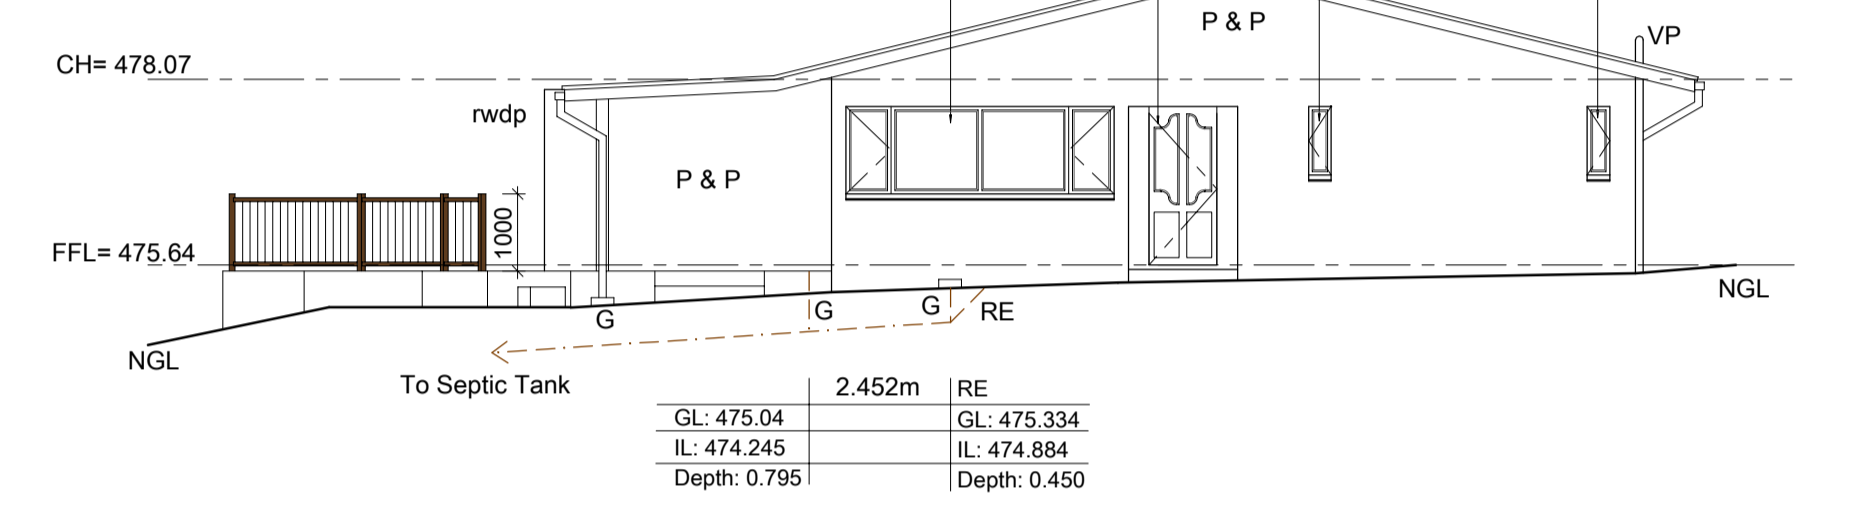 P & P
VP
CH= 478.07
rwdp
P & P
1000
FFL= 475.64
NGL
G
G
G
RE
NGL
To Septic Tank
2.452m
RE
GL: 475.04
GL: 475.334
IL: 474.245
IL: 474.884
Depth: 0.795
Depth: 0.450